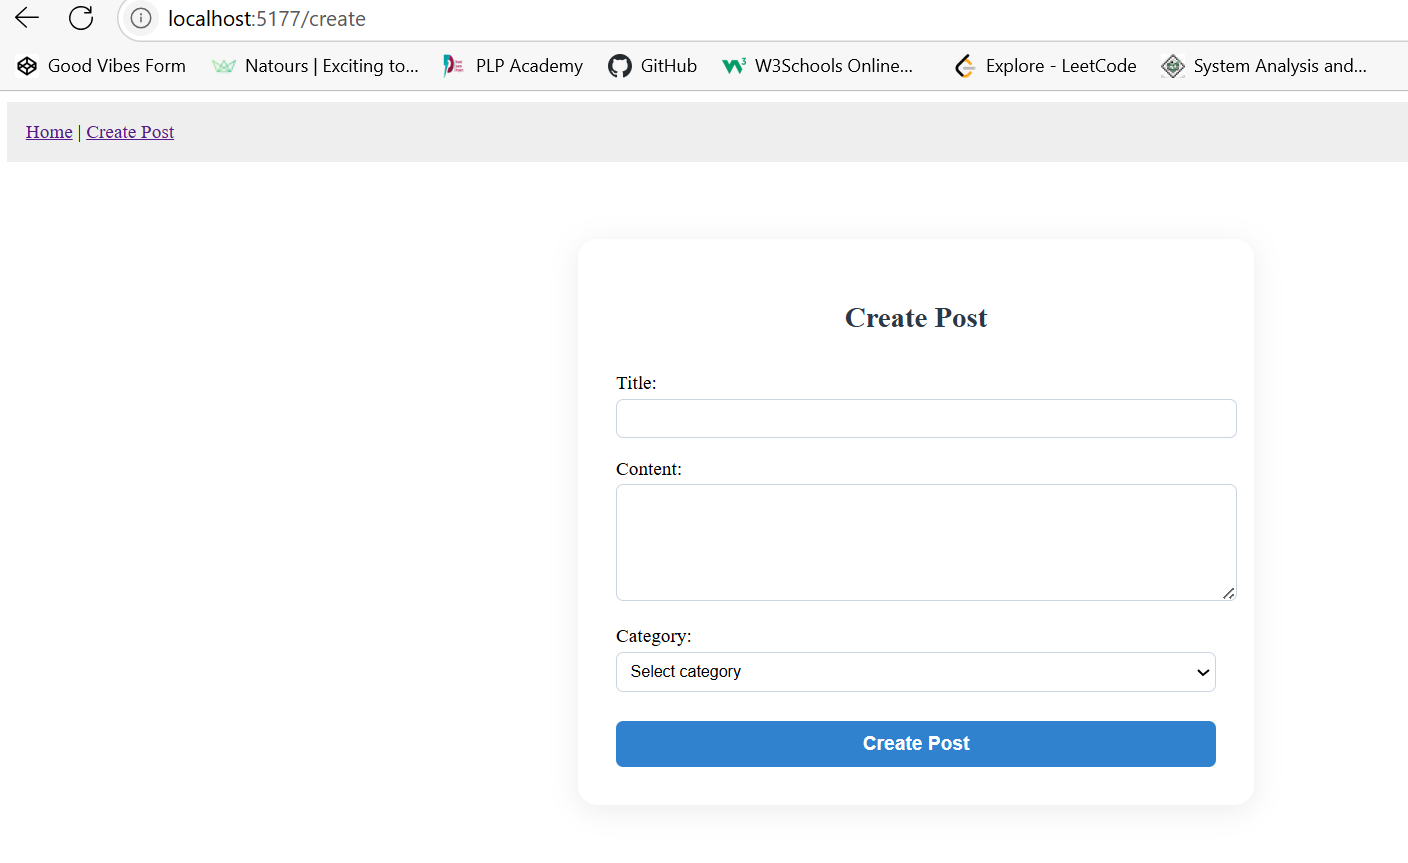 localhost:5177/create
Good Vibes Form Natours | Exciting to... PLP Academy GitHub W3Schools Online... Explore - LeetCode System Analysis and...
Home | Create Post
Create Post
Title:
Content:
Category:
Select category
Create Post